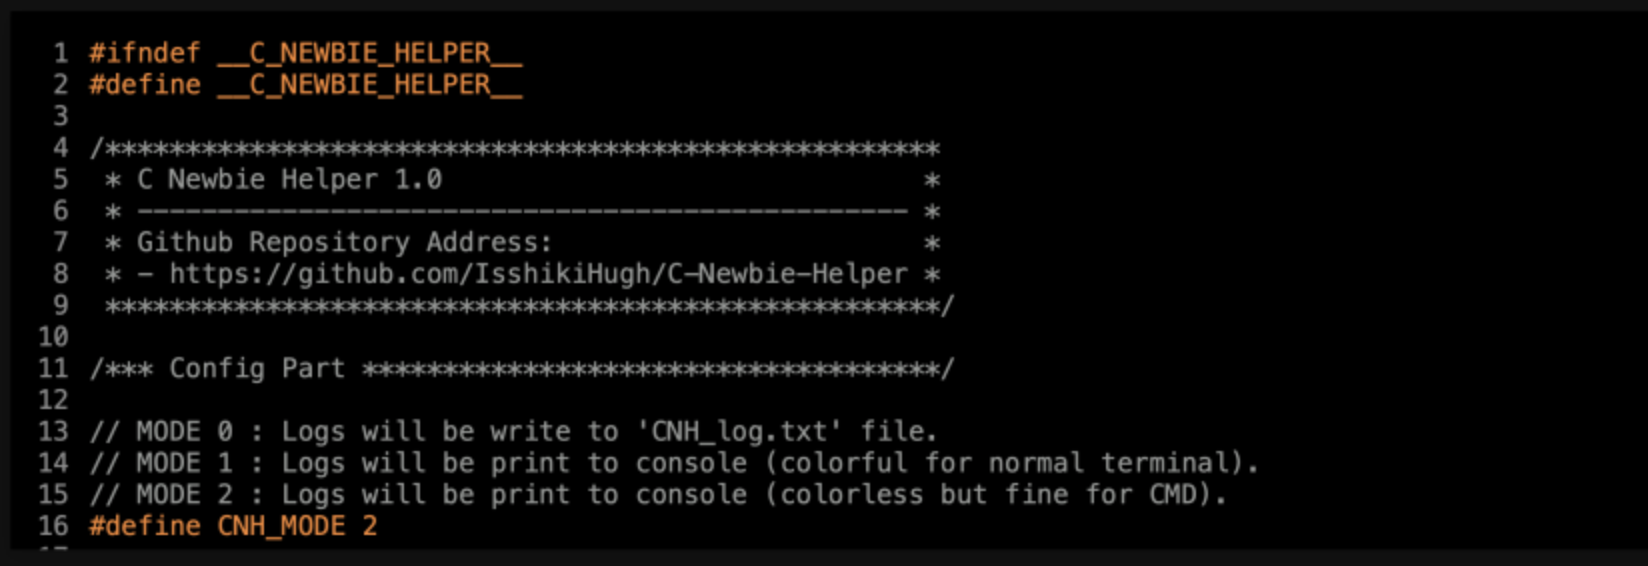 1 #ifndef __C_NEWBIE_HELPER__
2 #define __C_NEWBIE_HELPER__
3
4 /****************************************************
5  * C Newbie Helper 1.0                              *
6  * ------------------------------------------------ *
7  * Github Repository Address:                       *
8  * - https://github.com/IsshikiHugh/C-Newbie-Helper *
9  ****************************************************/
10
11 /*** Config Part ************************************/
12
13 // MODE 0 : Logs will be write to 'CNH_log.txt' file.
14 // MODE 1 : Logs will be print to console (colorful for normal terminal).
15 // MODE 2 : Logs will be print to console (colorless but fine for CMD).
16 #define CNH_MODE 2